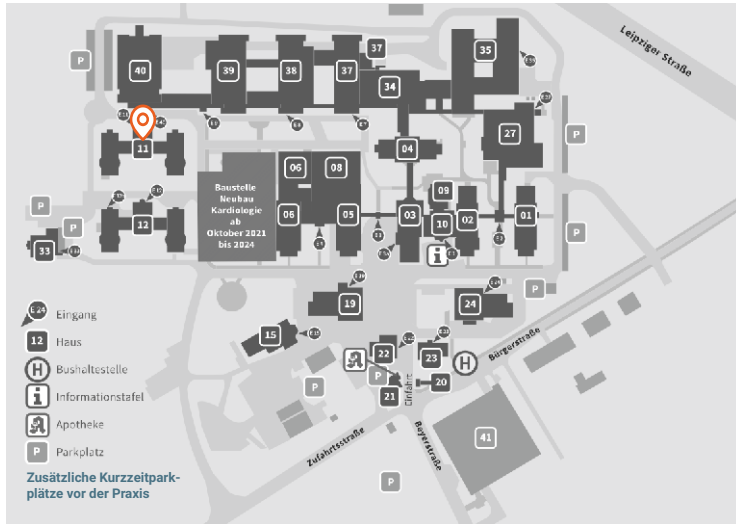 P
40
39
38
37
37
34
35
Leipziger Straße
11
27
04
P
Baustelle
Neubau
Kardiologie
ab
Oktober 2021
bis 2024
06
08
06
05
03
09
10
02
01
P
P
12
33
P
P
i
19
24
15
22
23
H
Bürgerstraße
P
P
21
20
Einfahrt
41
Zufahrtsstraße
Bayerstraße
P
E 24
Eingang
12
Haus
H
Bushaltestelle
i
Informationstafel
A
Apotheke
P
Parkplatz
Zusätzliche Kurzzeitpark-
plätze vor der Praxis